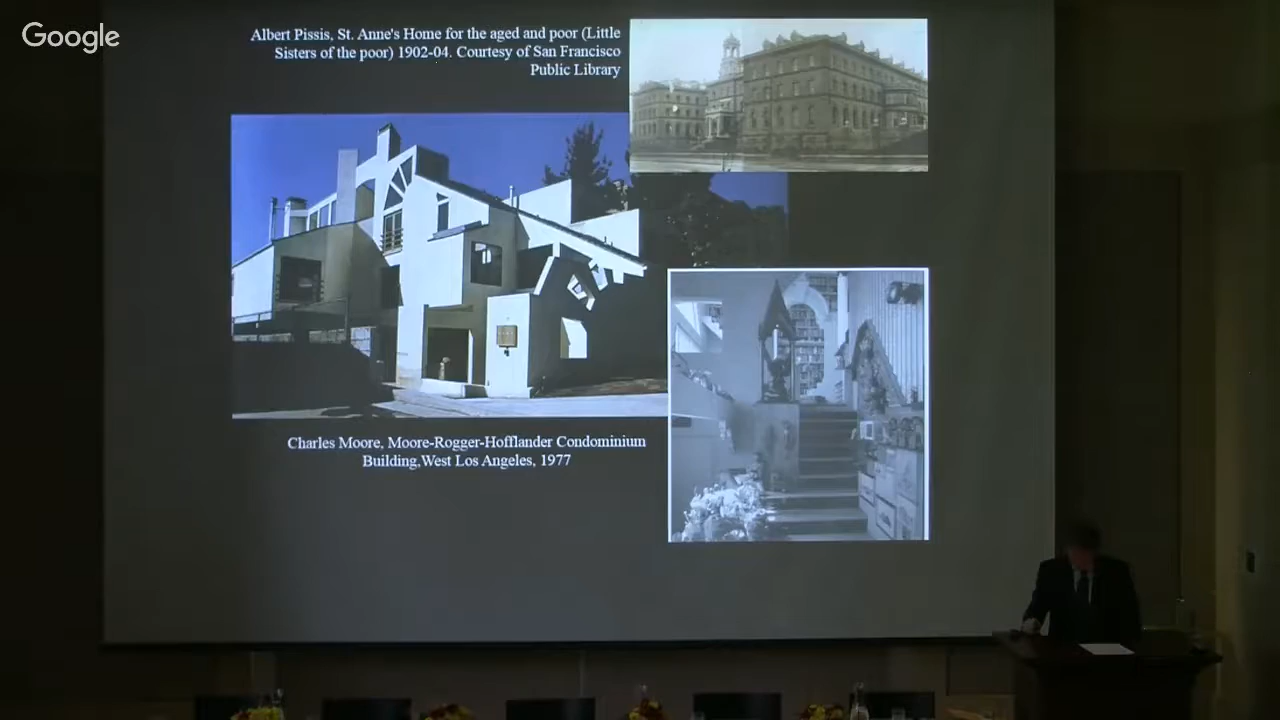 Google
Albert Pissis, St. Anne's Home for the aged and poor (Little
Sisters of the poor) 1902-04. Courtesy of San Francisco
Public Library
Charles Moore, Moore-Rogger-Hofflander Condominium
Building,West Los Angeles, 1977